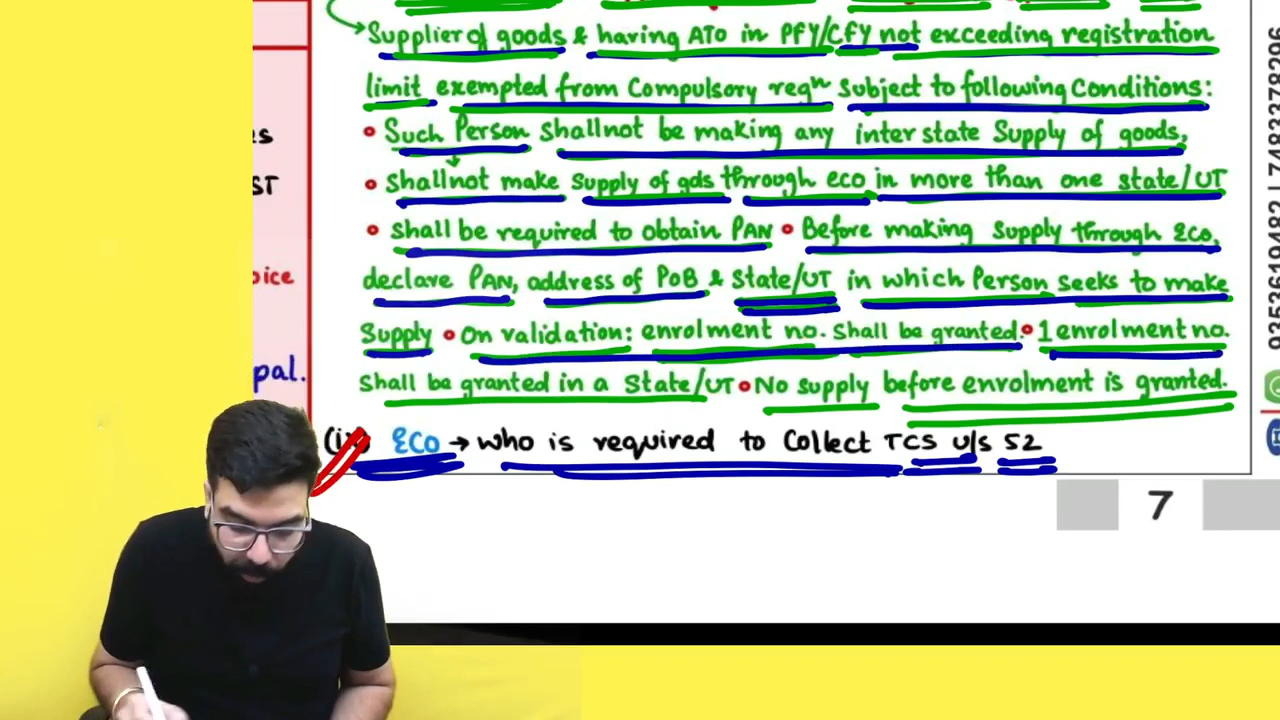 Supplier of goods & having ATO in PFY/CFY not exceeding registration
limit exempted from Compulsory regn Subject to following Conditions:
• Such Person shall not be making any inter state Supply of goods,
• Shall not make Supply of gds through eco in more than one state/UT
• Shall be required to obtain PAN • Before making Supply through ECO,
declare PAN, address of PoB & State/UT in which Person seeks to make
Supply • On validation: enrolment no. Shall be granted. • 1 enrolment no.
Shall be granted in a State/UT • No supply before enrolment is granted.
ECO → Who is required to Collect TCS u/s 52
es
ST
oice
pal.
7